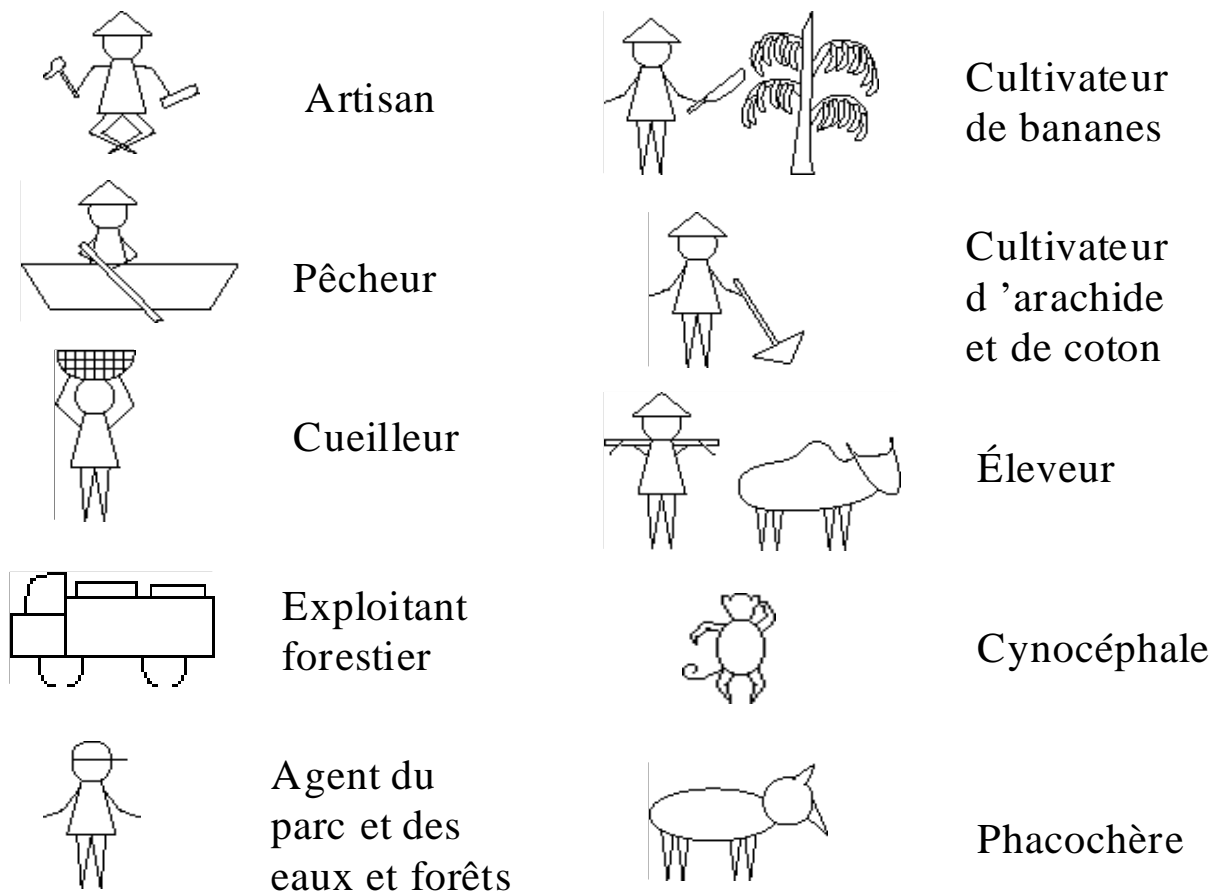 Artisan
Pêcheur
Cueilleur
Exploitant
forestier
Agent du
parc et des
eaux et forêts
Cultivateur
de bananes
Cultivateur
d ’arachide
et de coton
Éleveur
Cynocéphale
Phacochère